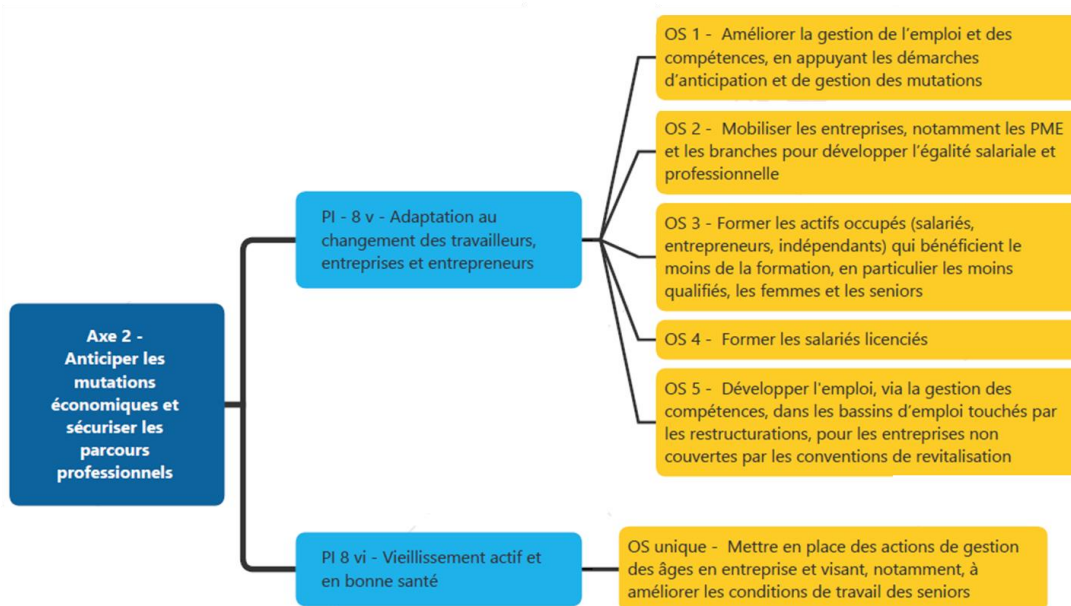 Axe 2 -
Anticiper les
mutations
économiques et
sécuriser les
parcours
professionnels
PI - 8 v - Adaptation au
changement des travailleurs,
entreprises et entrepreneurs
OS 1 - Améliorer la gestion de l'emploi et des
compétences, en appuyant les démarches
d'anticipation et de gestion des mutations
OS 2 - Mobiliser les entreprises, notamment les PME
et les branches pour développer l'égalité salariale et
professionnelle
OS 3 - Former les actifs occupés (salariés,
entrepreneurs, indépendants) qui bénéficient le
moins de la formation, en particulier les moins
qualifiés, les femmes et les seniors
OS 4 - Former les salariés licenciés
OS 5 - Développer l'emploi, via la gestion des
compétences, dans les bassins d'emploi touchés par
les restructurations, pour les entreprises non
couvertes par les conventions de revitalisation
PI 8 vi - Vieillissement actif et
en bonne santé
OS unique - Mettre en place des actions de gestion
des âges en entreprise et visant, notamment, à
améliorer les conditions de travail des seniors